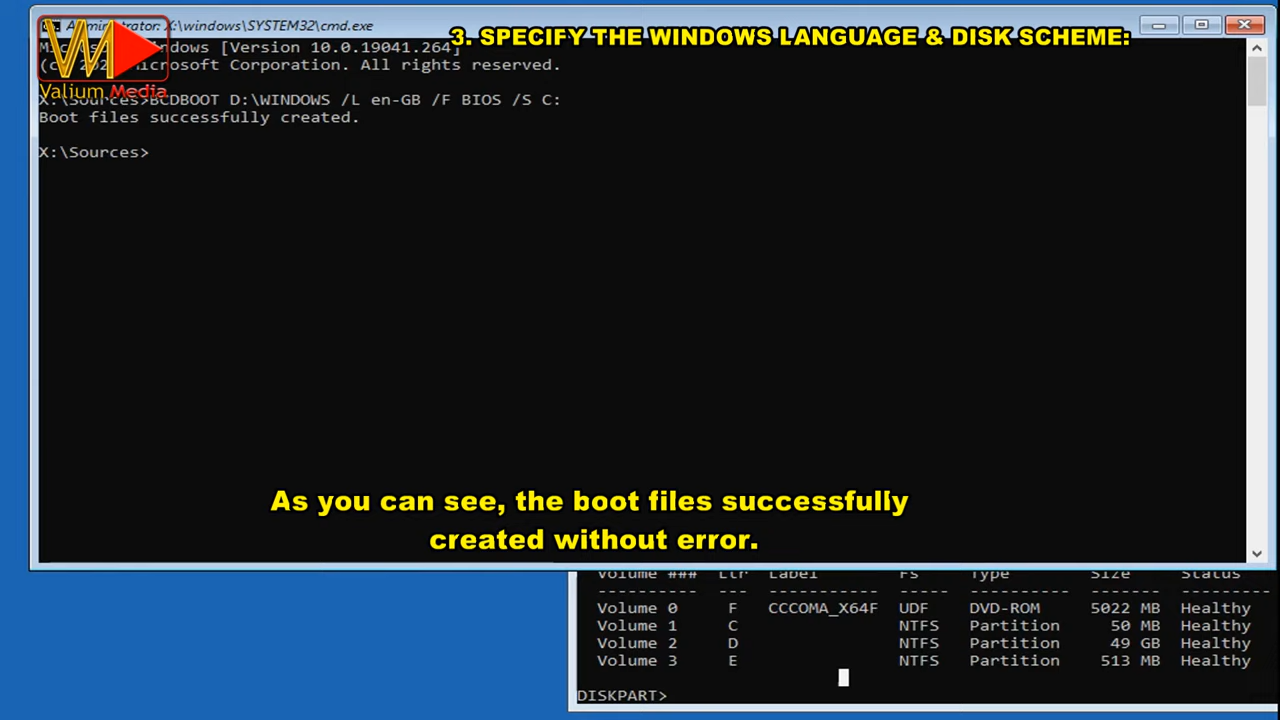 Administrator: X:\windows\SYSTEM32\cmd.exe
3. SPECIFY THE WINDOWS LANGUAGE & DISK SCHEME:
[Version 10.0.19041.264]
Corporation. All rights reserved.
VM
Valium Media
X:\Sources>BCDBOOT D:\WINDOWS /L en-GB /F BIOS /S C:
Boot files successfully created.
X:\Sources>
As you can see, the boot files successfully
created without error.
Volume ### Ltr Label Fs Type Size Status
---------- --- ----------- ----- ---------- ------- ---------
Volume 0 F CCCOMA_X64F UDF DVD-ROM 5022 MB Healthy
Volume 1 C NTFS Partition 50 MB Healthy
Volume 2 D NTFS Partition 49 GB Healthy
Volume 3 E NTFS Partition 513 MB Healthy
DISKPART>